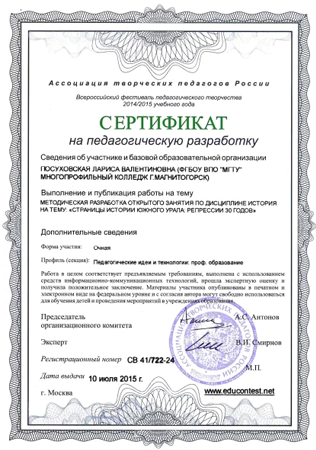 Ассоциация творческих педагогов России
Всероссийский фестиваль педагогического творчества
2014/2015 учебного года
СЕРТИФИКАТ
на педагогическую разработку
Сведения об участнике и базовой образовательной организации
ПОСУХОВСКАЯ ЛАРИСА ВАЛЕНТИНОВНА (ФГБОУ ВПО "МГТУ"
МНОГОПРОФИЛЬНЫЙ КОЛЛЕДЖ Г.МАГНИТОГОРСК)
Выполнение и публикация работы на тему
МЕТОДИЧЕСКАЯ РАЗРАБОТКА ОТКРЫТОГО ЗАНЯТИЯ ПО ДИСЦИПЛИНЕ ИСТОРИЯ
НА ТЕМУ: «СТРАНИЦЫ ИСТОРИИ ЮЖНОГО УРАЛА: РЕПРЕССИИ 30 ГОДОВ»
Дополнительные сведения
Форма участия: Очная
Профиль (секция): Педагогические идеи и технологии: проф. образование
Работа в целом соответствует предъявляемым требованиям, выполнена с использованием
средств информационно-коммуникационных технологий, прошла экспертную оценку и
получила положительное заключение. Материалы участника опубликованы в печатном и
электронном виде на федеральном уровне и с согласия автора могут свободно использоваться
для обучения детей и проведения мероприятий в учреждениях образования.
Председатель
организационного комитета
А.С. Антонов
Эксперт
В.И. Смирнов
Регистрационный номер СВ 41/722-24
М.П.
Дата выдачи 10 июля 2015 г.
г. Москва
www.educontest.net